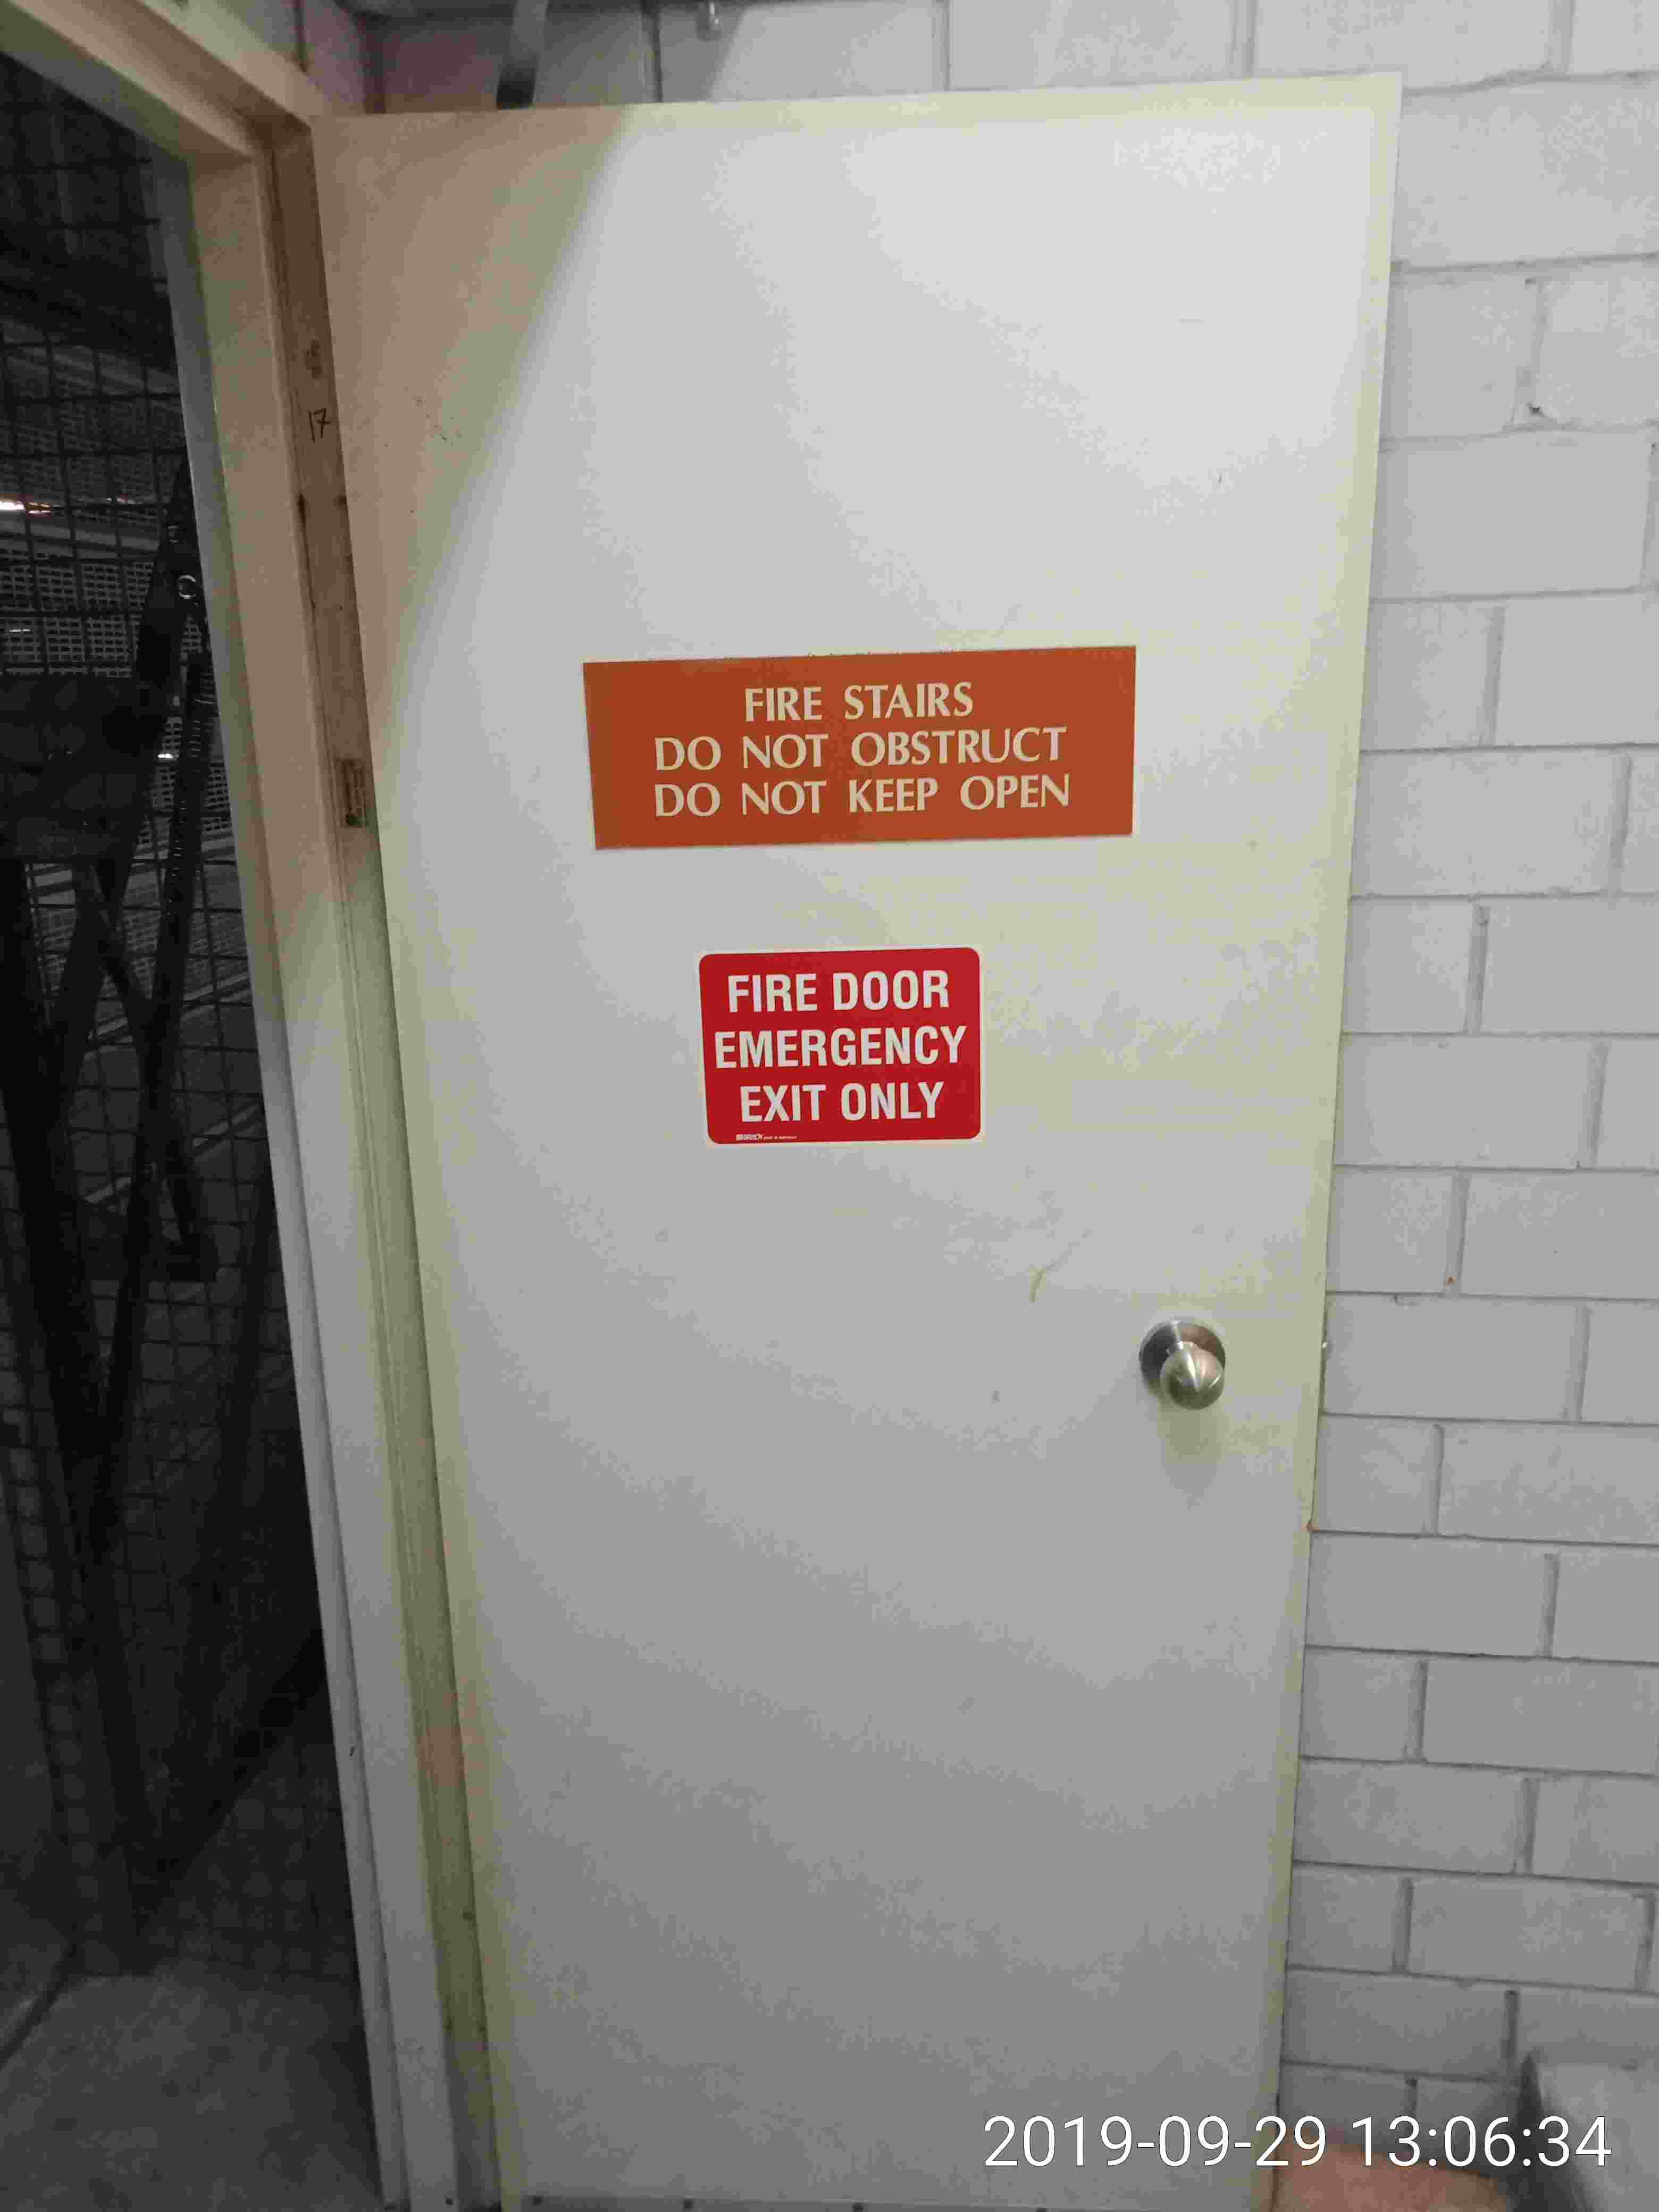 17
FIRE STAIRS
DO NOT OBSTRUCT
DO NOT KEEP OPEN
FIRE DOOR
EMERGENCY
EXIT ONLY
BRADY
2019-09-29 13:06:34